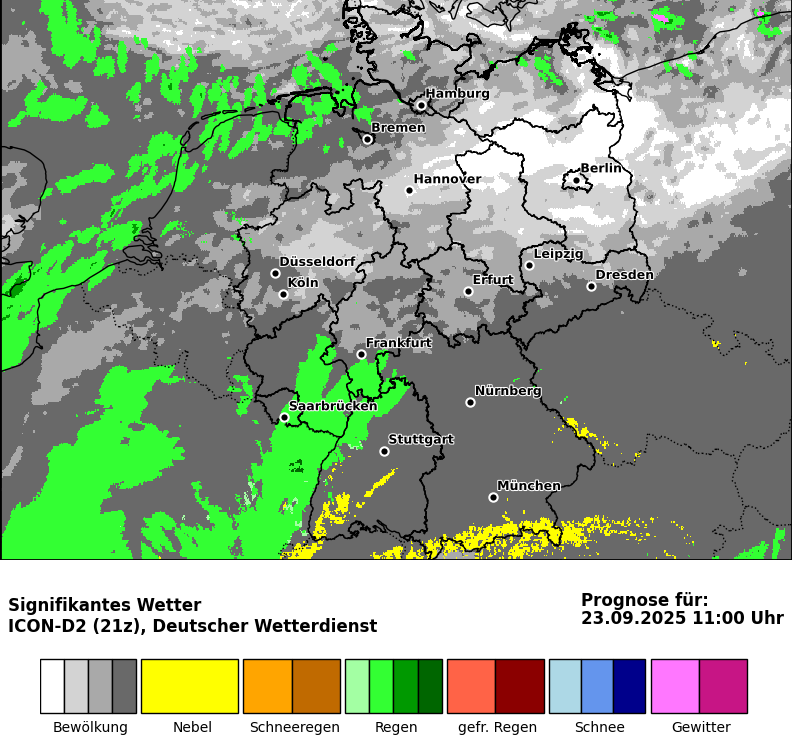 Hamburg
Bremen
Berlin
Hannover
Leipzig
Düsseldorf
Dresden
Köln
Erfurt
Frankfurt
Nürnberg
Saarbrücken
Stuttgart
München
Signifikantes Wetter
ICON-D2 (21z), Deutscher Wetterdienst
Prognose für:
23.09.2025 11:00 Uhr
Bewölkung Nebel Schneeregen Regen gefr. Regen Schnee Gewitter